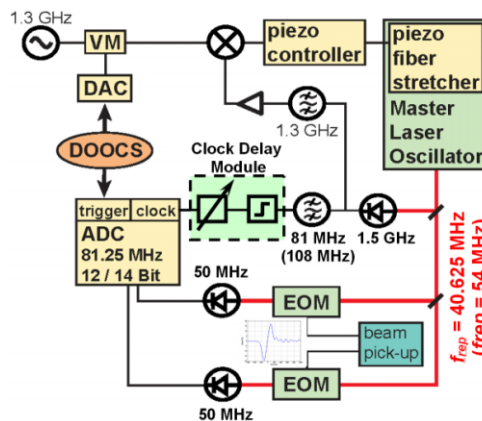 1.3 GHz
VM
DAC
DOOCS
piezo
controller
piezo
fiber
stretcher
Master
Laser
Oscillator
1.3 GHz
Clock Delay
Module
trigger
clock
ADC
81.25 MHz
12 / 14 Bit
81 MHz
(108 MHz)
1.5 GHz
50 MHz
EOM
beam
pick-up
EOM
50 MHz
f_rep = 40.625 MHz
(frep = 54 MHz)